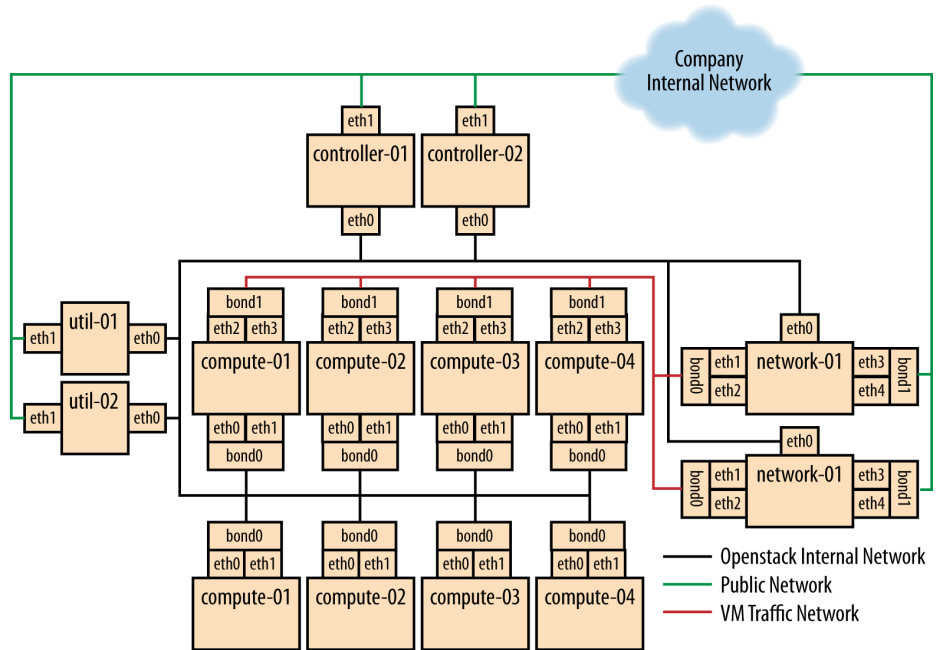 Company
Internal Network
eth1
eth1
controller-01
controller-02
eth0
eth0
bond1
bond1
bond1
bond1
eth2
eth3
eth2
eth3
eth2
eth3
eth2
eth3
compute-01
compute-02
compute-03
compute-04
eth0
eth1
eth0
eth1
eth0
eth1
eth0
eth1
bond0
bond0
bond0
bond0
util-01
eth1
eth0
util-02
eth1
eth0
eth0
network-01
bond0
eth1
eth2
eth3
eth4
bond1
eth0
network-01
bond0
eth1
eth2
eth3
eth4
bond1
bond0
bond0
bond0
bond0
eth0
eth1
eth0
eth1
eth0
eth1
eth0
eth1
compute-01
compute-02
compute-03
compute-04
Openstack Internal Network
Public Network
VM Traffic Network